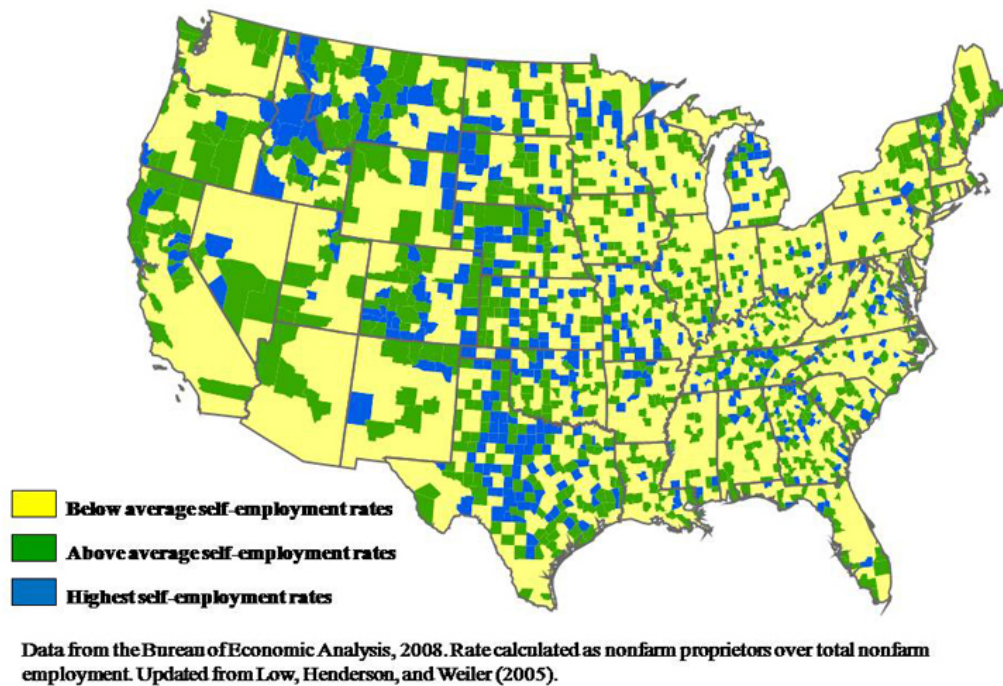 Below average self-employment rates
Above average self-employment rates
Highest self-employment rates
Data from the Bureau of Economic Analysis, 2008. Rate calculated as nonfarm proprietors over total nonfarm
employment. Updated from Low, Henderson, and Weiler (2005).